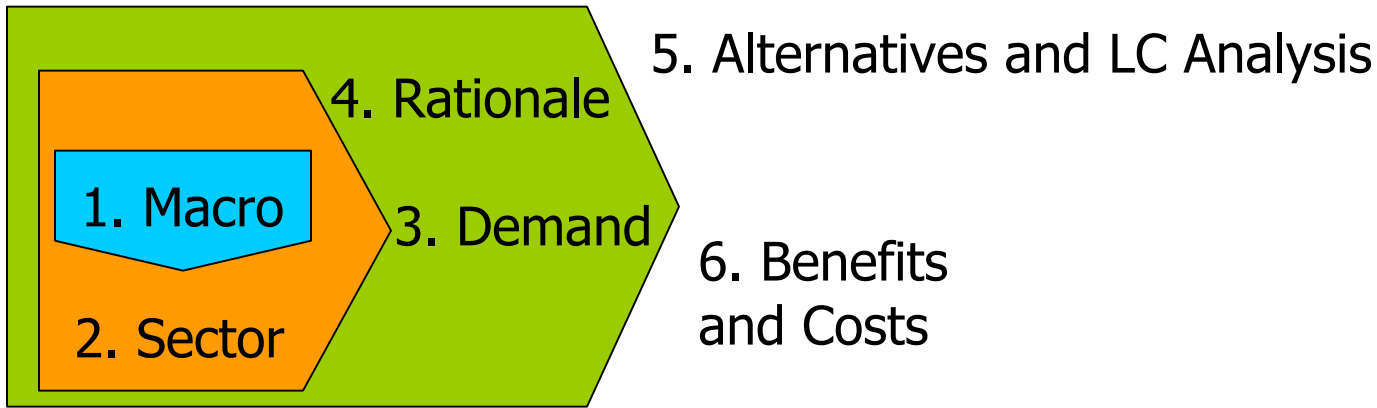 5. Alternatives and LC Analysis
4. Rationale
1. Macro
3. Demand
6. Benefits
and Costs
2. Sector